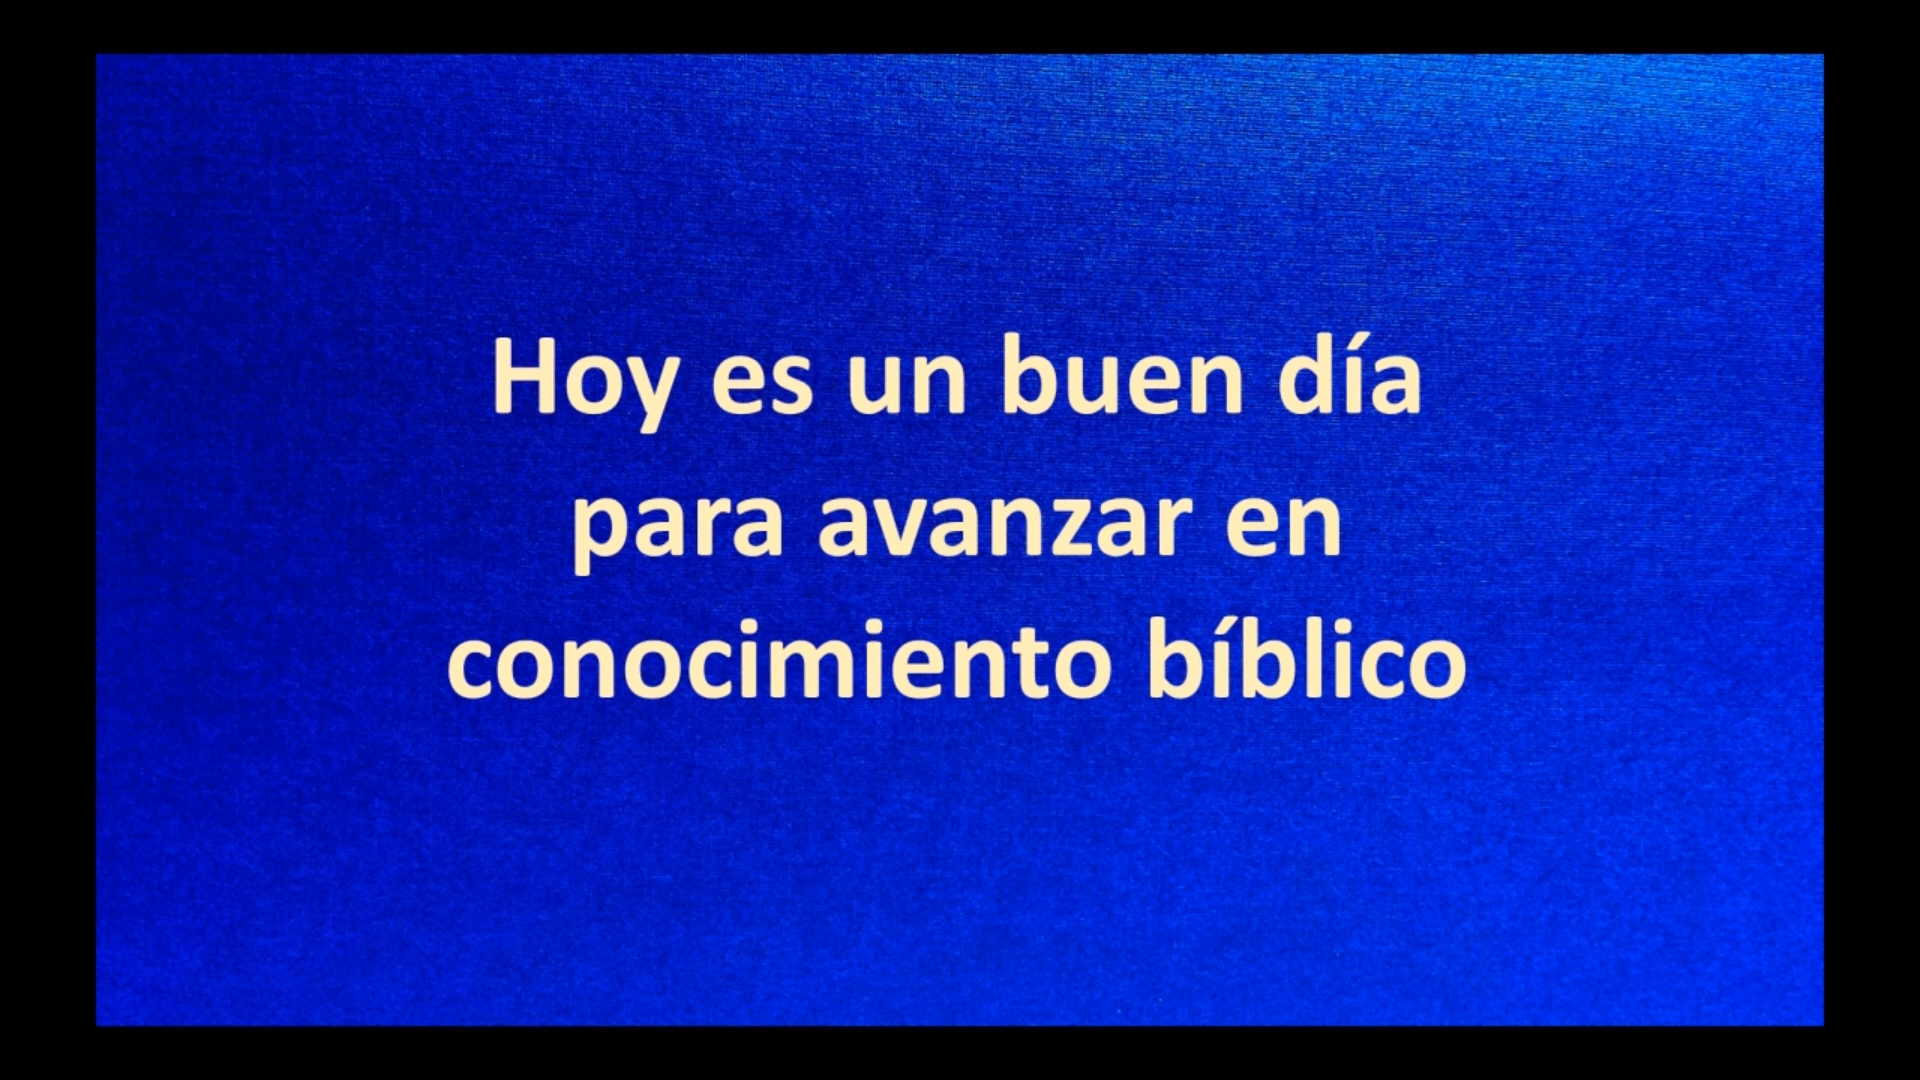 Hoy es un buen día
para avanzar en
conocimiento bíblico